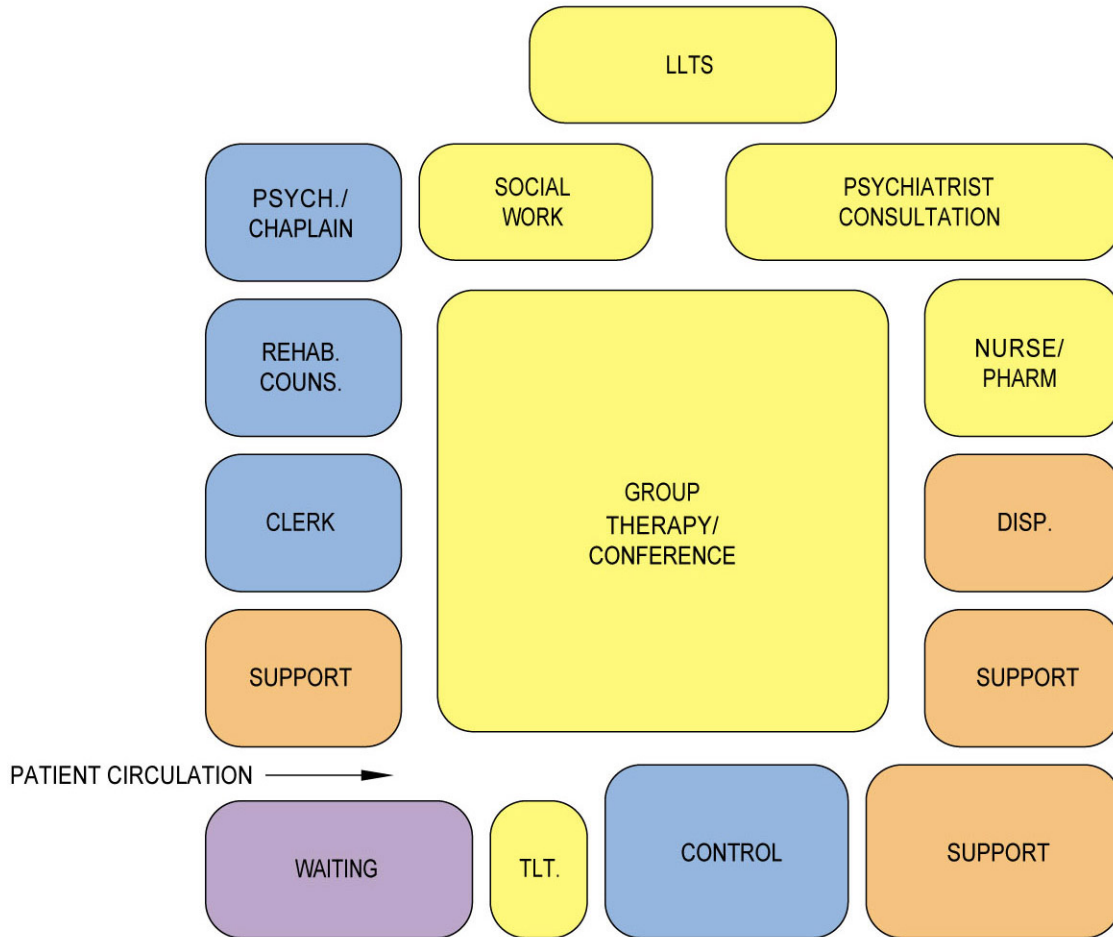 LLTS
PSYCH./
CHAPLAIN
SOCIAL
WORK
PSYCHIATRIST
CONSULTATION
REHAB.
COUNS.
NURSE/
PHARM
CLERK
GROUP
THERAPY/
CONFERENCE
DISP.
SUPPORT
SUPPORT
PATIENT CIRCULATION
WAITING
TLT.
CONTROL
SUPPORT